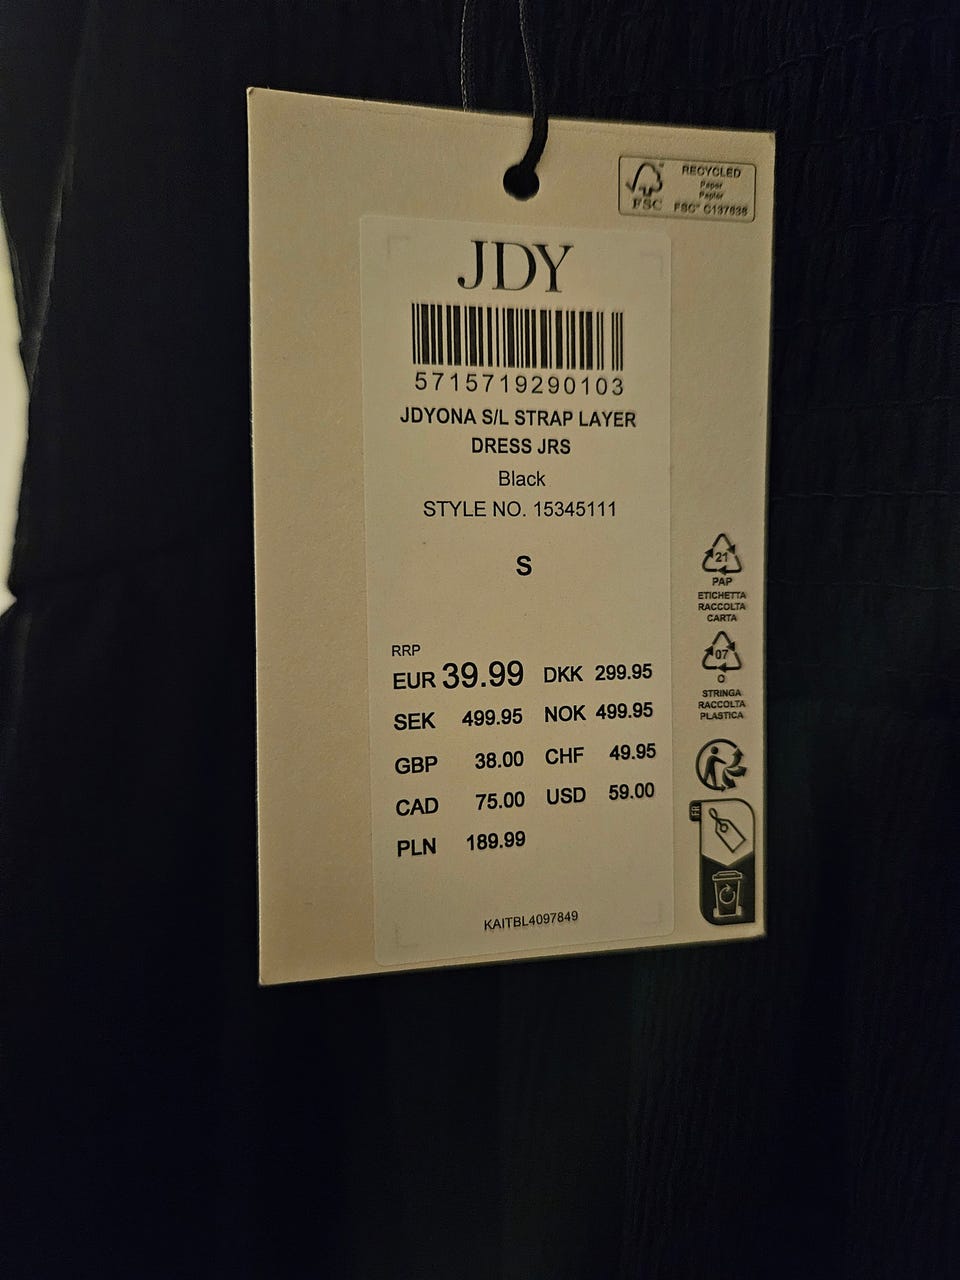 RECYCLED
Paper
Papier
FSC® C137638
FSC
JDY
5715719290103
JDYONA S/L STRAP LAYER
DRESS JRS
Black
STYLE NO. 15345111
S
RRP
EUR 39.99 DKK 299.95
SEK 499.95 NOK 499.95
GBP 38.00 CHF 49.95
CAD 75.00 USD 59.00
PLN 189.99
KAITBL4097849
21
PAP
ETICHETTA
RACCOLTA
CARTA
07
O
STRINGA
RACCOLTA
PLASTICA
FR